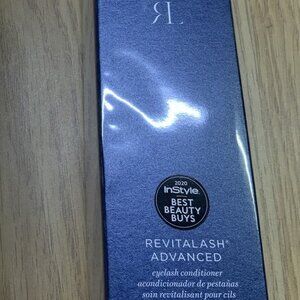 RL
2020
InStyle
BEST
BEAUTY
BUYS
REVITALASH®
ADVANCED
eyelash conditioner
acondicionador de pestañas
soin revitalisant pour cils